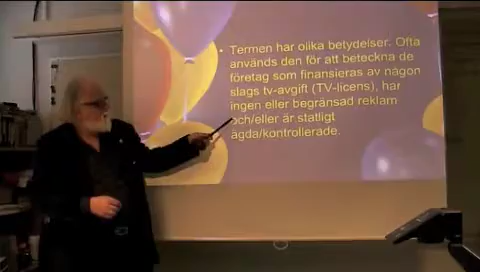 • Termen har olika betydelser. Ofta
används den för att beteckna de
företag som finansieras av någon
slags tv-avgift (TV-licens), har
ingen eller begränsad reklam
och/eller är statligt
ägda/kontrollerade.